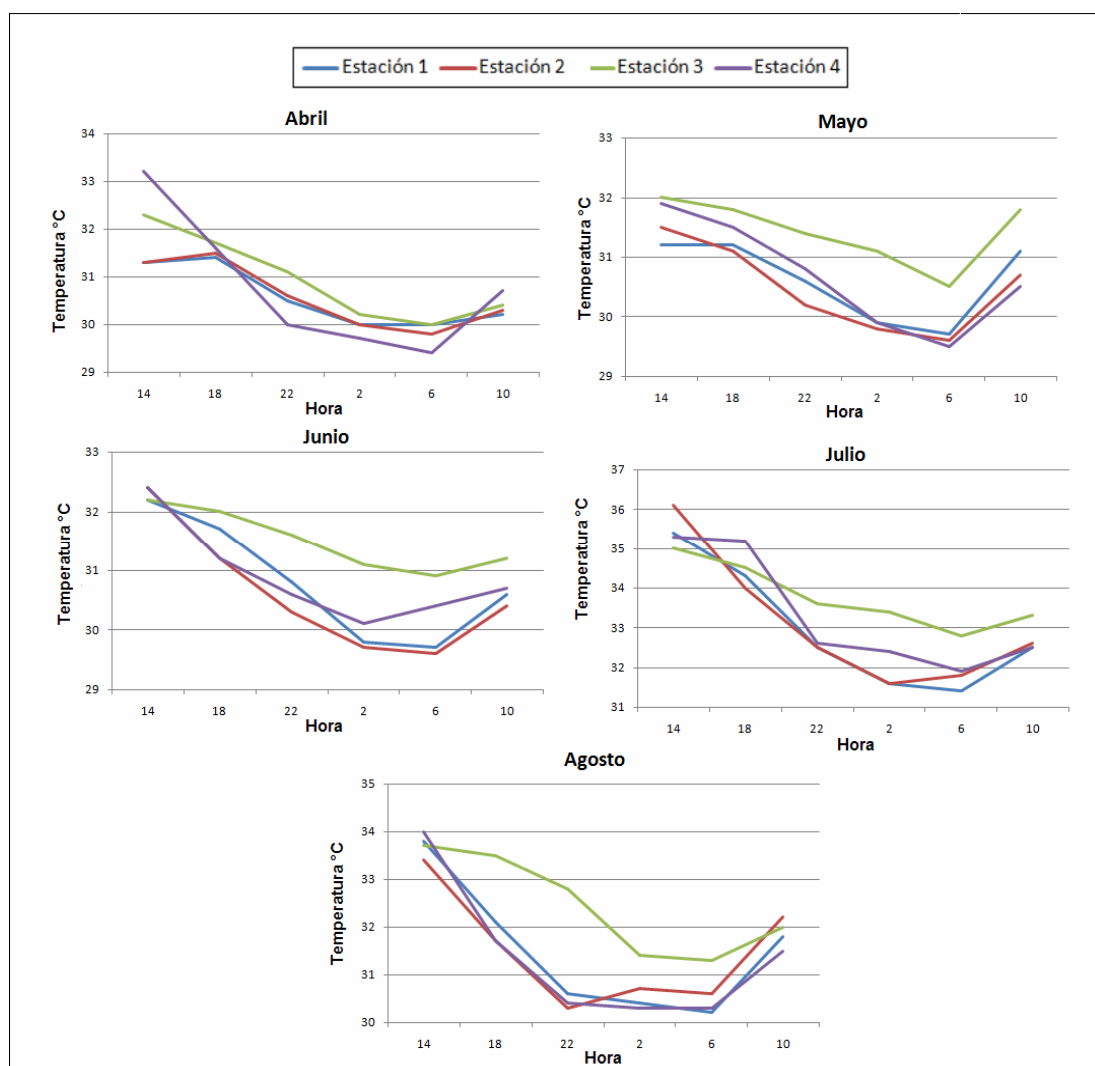 Estación 1 Estación 2 Estación 3 Estación 4
Abril
Temperatura °C
34
33
32
31
30
29
14 18 22 2 6 10
Hora
Mayo
Temperatura °C
33
32
31
30
29
14 18 22 2 6 10
Hora
Junio
Temperatura °C
33
32
31
30
29
14 18 22 2 6 10
Hora
Julio
Temperatura °C
37
36
35
34
33
32
31
14 18 22 2 6 10
Hora
Agosto
Temperatura °C
35
34
33
32
31
30
14 18 22 2 6 10
Hora